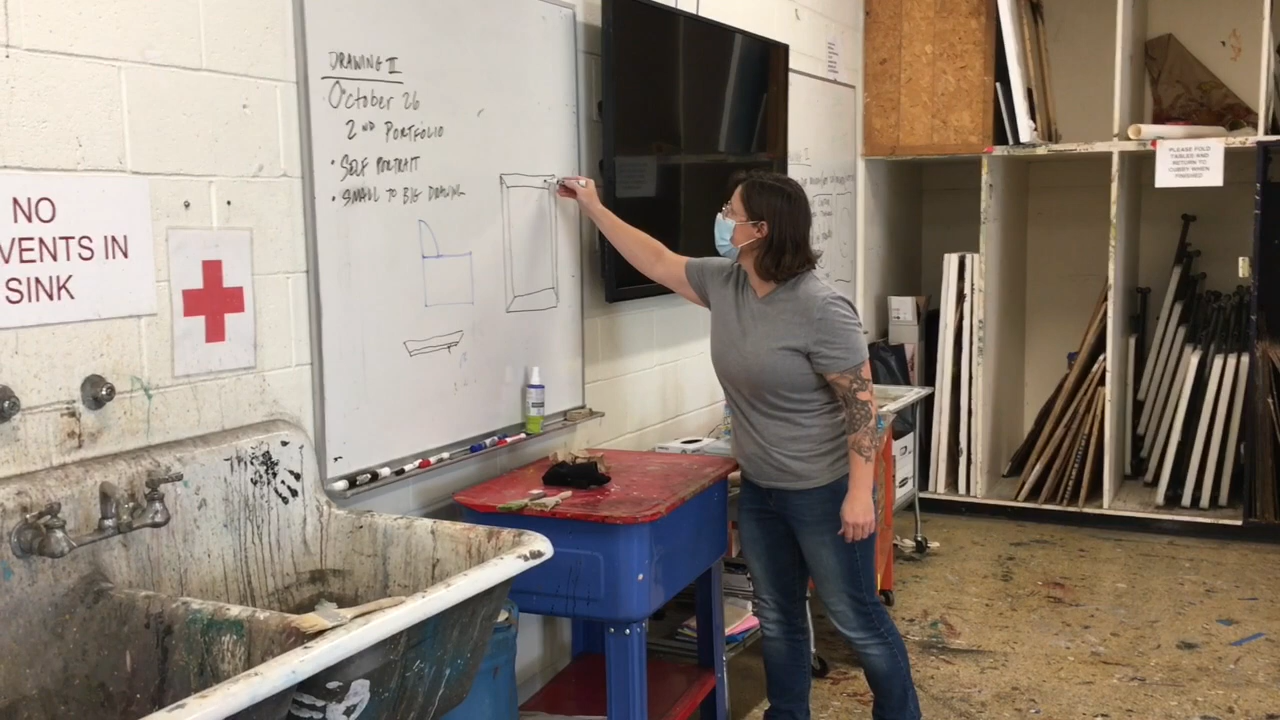 DRAWING II
October 26
2ND PORTFOLIO
• SELF PORTRAIT
• SMALL TO BIG DRAWING
NO
VENTS IN
SINK
PLEASE FOLD
TABLES AND
RETURN TO
CUBBY WHEN
FINISHED